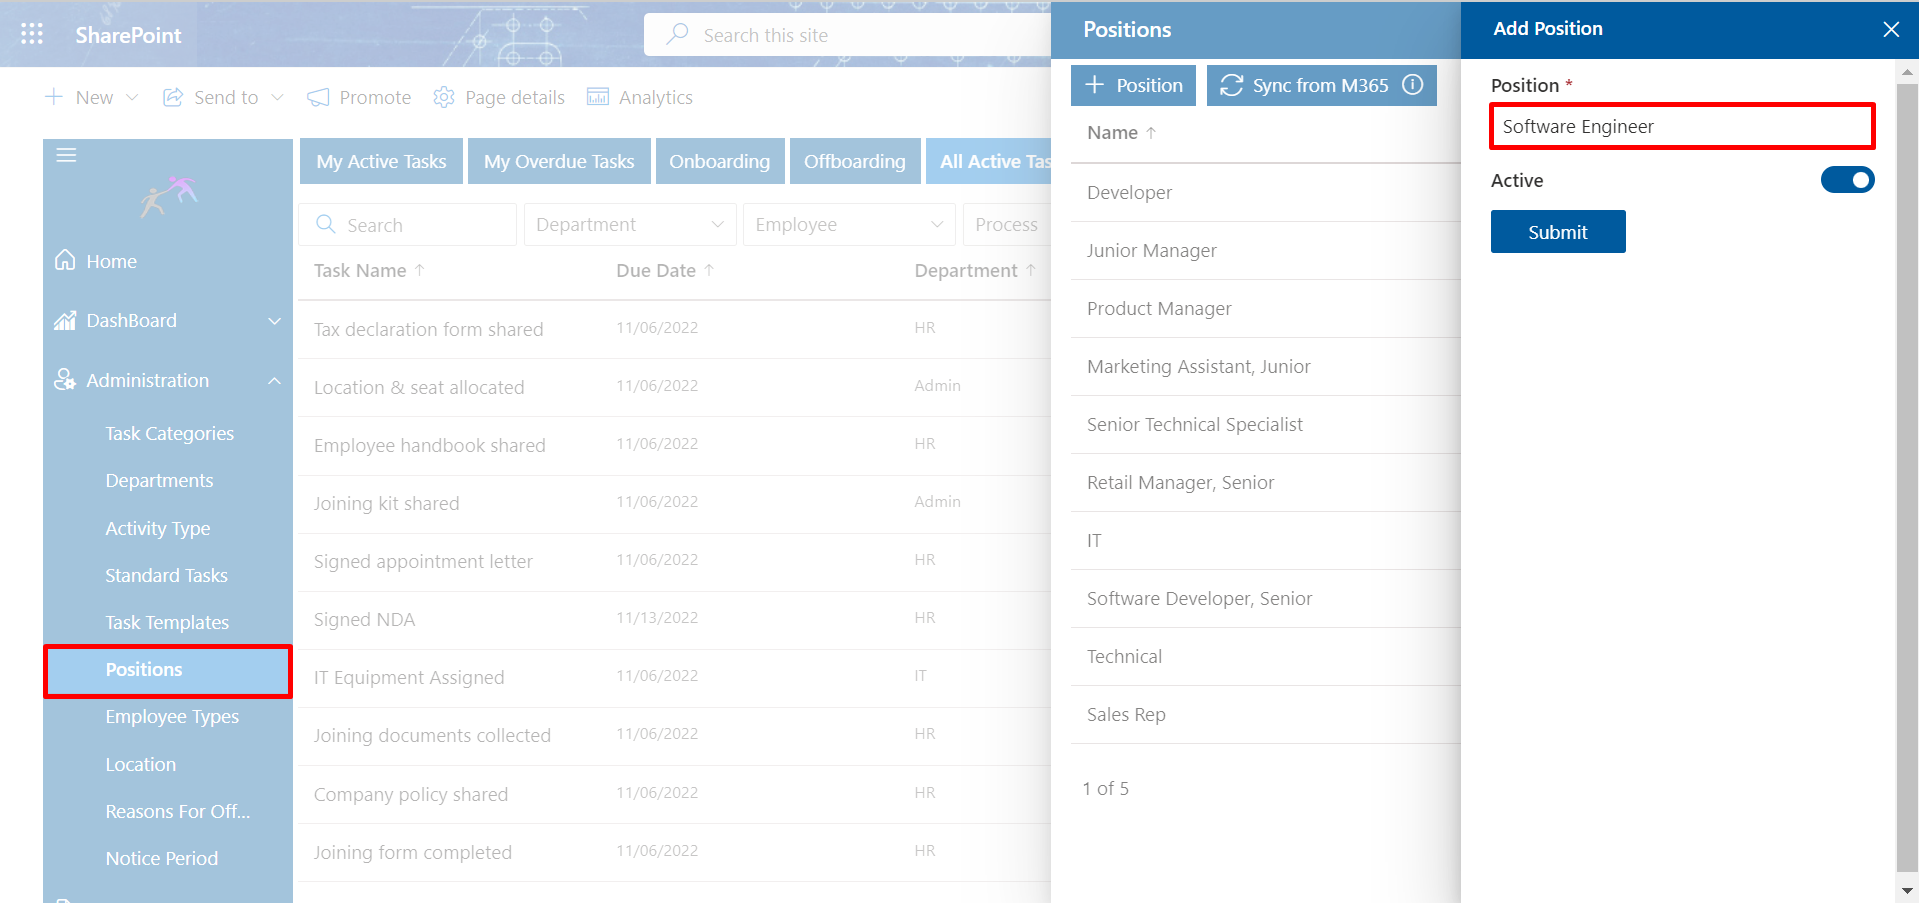 SharePoint
Search this site
New
Send to
Promote
Page details
Analytics
Home
DashBoard
Administration
Task Categories
Departments
Activity Type
Standard Tasks
Task Templates
Positions
Employee Types
Location
Reasons For Off...
Notice Period
My Active Tasks
My Overdue Tasks
Onboarding
Offboarding
All Active Tas
Search
Department
Employee
Process
Task Name ↑ Due Date ↑ Department ↑
Tax declaration form shared 11/06/2022 HR
Location & seat allocated 11/06/2022 Admin
Employee handbook shared 11/06/2022 HR
Joining kit shared 11/06/2022 Admin
Signed appointment letter 11/06/2022 HR
Signed NDA 11/13/2022 HR
IT Equipment Assigned 11/06/2022 IT
Joining documents collected 11/06/2022 HR
Company policy shared 11/06/2022 HR
Joining form completed 11/06/2022 HR
Positions
+ Position
Sync from M365
Name ↑
Developer
Junior Manager
Product Manager
Marketing Assistant, Junior
Senior Technical Specialist
Retail Manager, Senior
IT
Software Developer, Senior
Technical
Sales Rep
1 of 5
Add Position
Position *
Software Engineer
Active
Submit